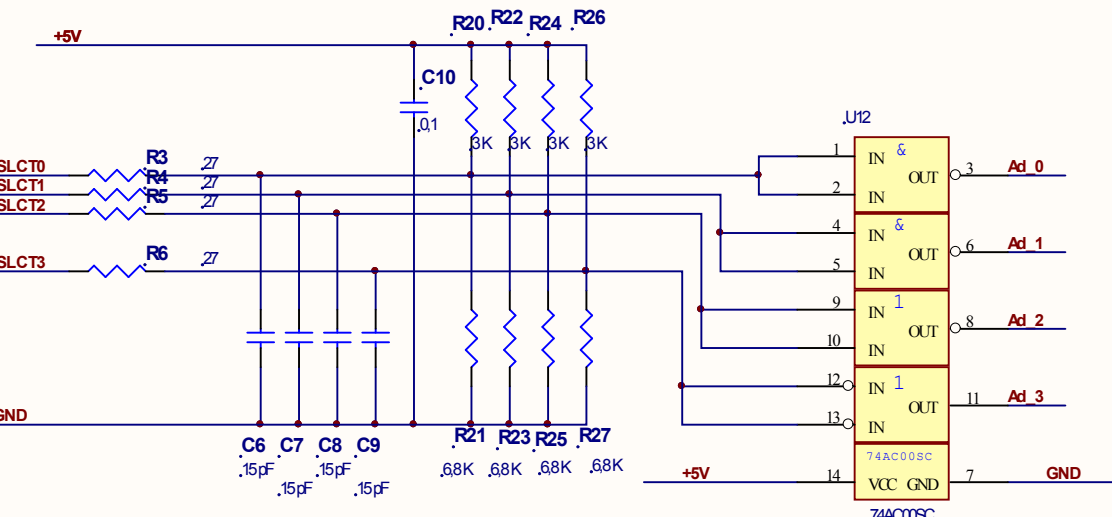 .R20 .R22 .R24 .R26
+5V
.C10
.0,1
.3K .3K .3K .3K
.U12
SLCT0 R3 .27
SLCT1 R4 .27
SLCT2 R5 .27
SLCT3 R6 .27
1 IN & OUT 3 Ad_0
2 IN
4 IN & OUT 6 Ad_1
5 IN
9 IN 1 OUT 8 Ad_2
10 IN
12 IN 1 OUT 11 Ad_3
13 IN
GND
.C6 .C7 .C8 .C9
.15pF .15pF
.15pF .15pF
.R21 .R23 .R25 .R27
.6,8K .6,8K .6,8K .6,8K
74AC00SC
+5V 14 VCC GND 7 GND
74AC00SC